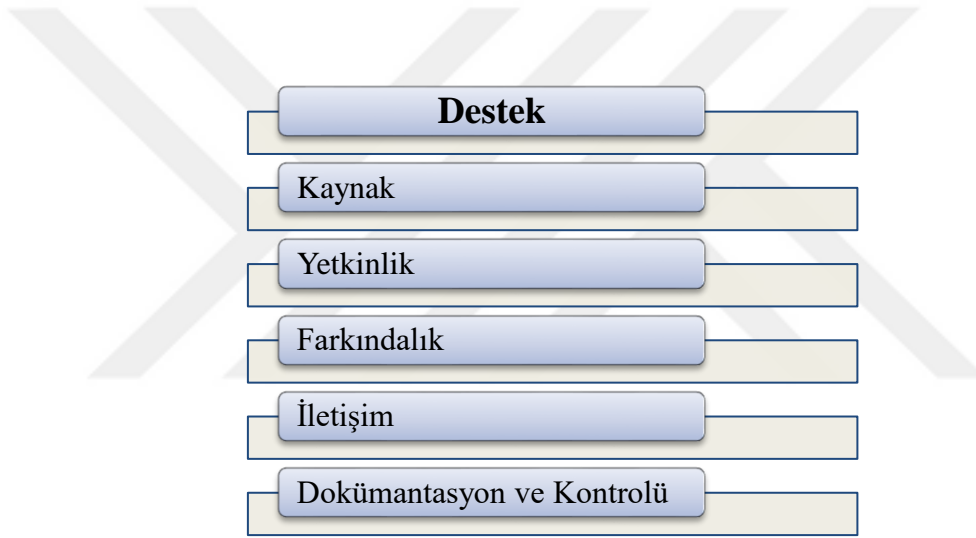 Destek
Kaynak
Yetkinlik
Farkındalık
İletişim
Dokümantasyon ve Kontrolü